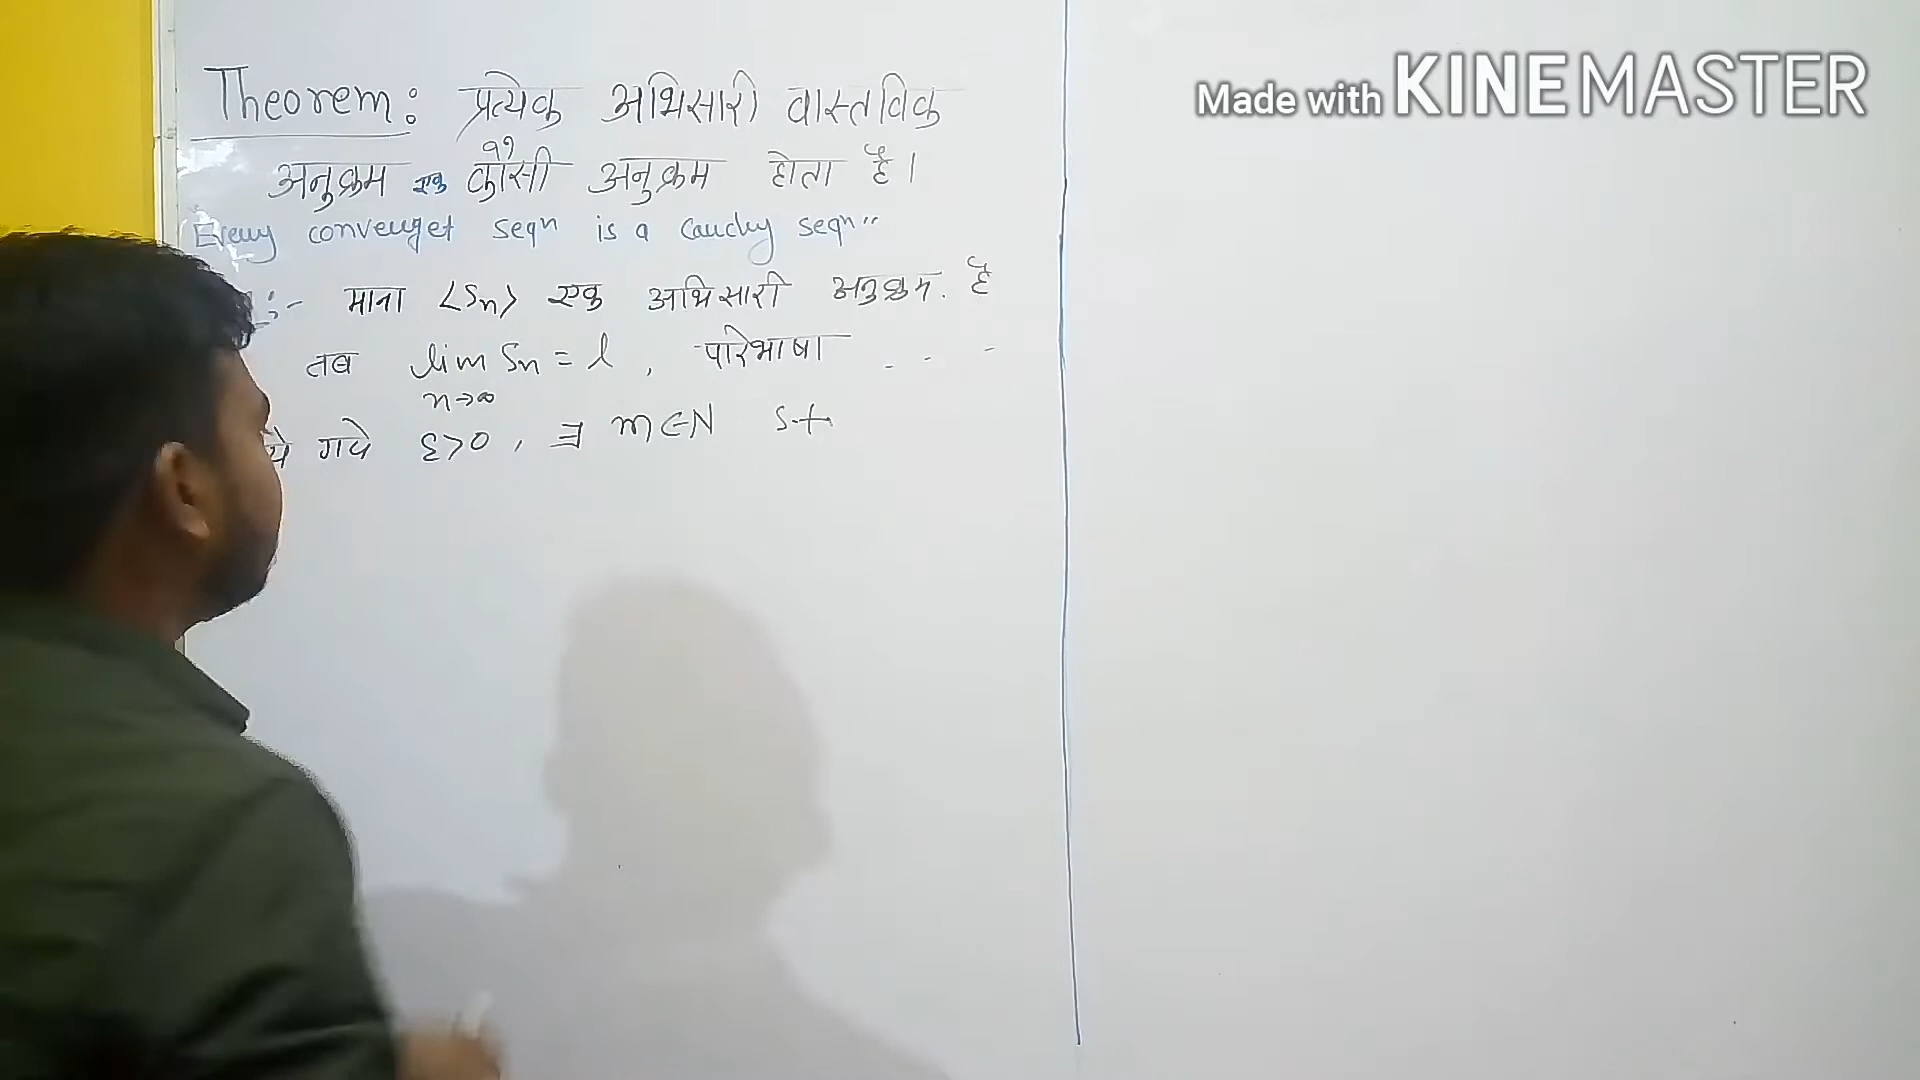 Theorem: प्रत्येक अभिसारी वास्तविक
अनुक्रम एक कौसी अनुक्रम होता है।
Every converget seqn is a cauchy seqn"
:- माना <Sn> एक अभिसारी अनुक्रम. है
तब lim Sn = l , परिभाषा . - -
n→∞
ये गये ε>0 , ∃ m∈N s.t.
Made with KINEMASTER